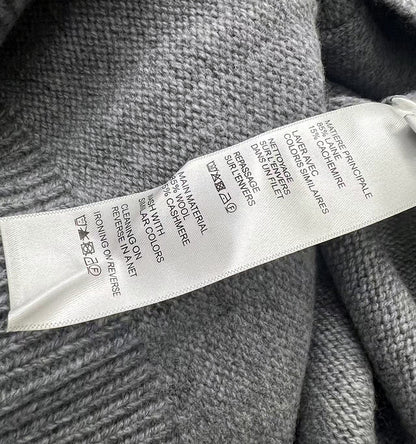 MATIERE PRINCIPALE
85% LAINE
15% CACHEMIRE
LAVER AVEC
COLORIS SIMILAIRES
NETTOYAGE
SUR L'ENVERS
DANS UN FILET
REPASSAGE
SUR L'ENVERS
MAIN MATERIAL
85% WOOL
15% CASHMERE
WASH WITH
SIMILAR COLORS
CLEANING ON
REVERSE IN A NET
IRONING ON REVERSE